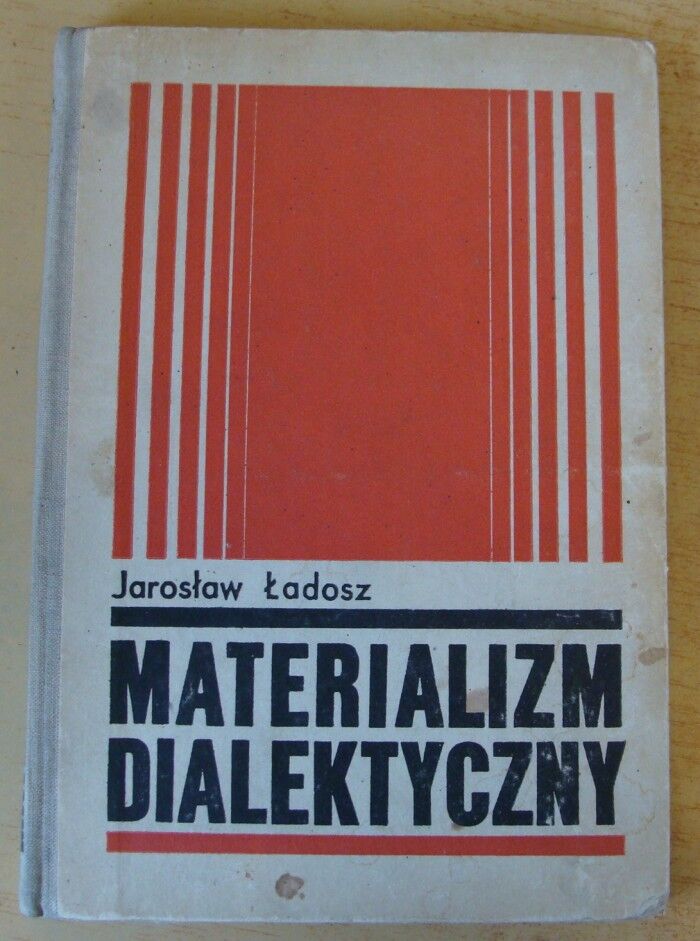 Jarosław Ładosz
MATERIALIZM
DIALEKTYCZNY